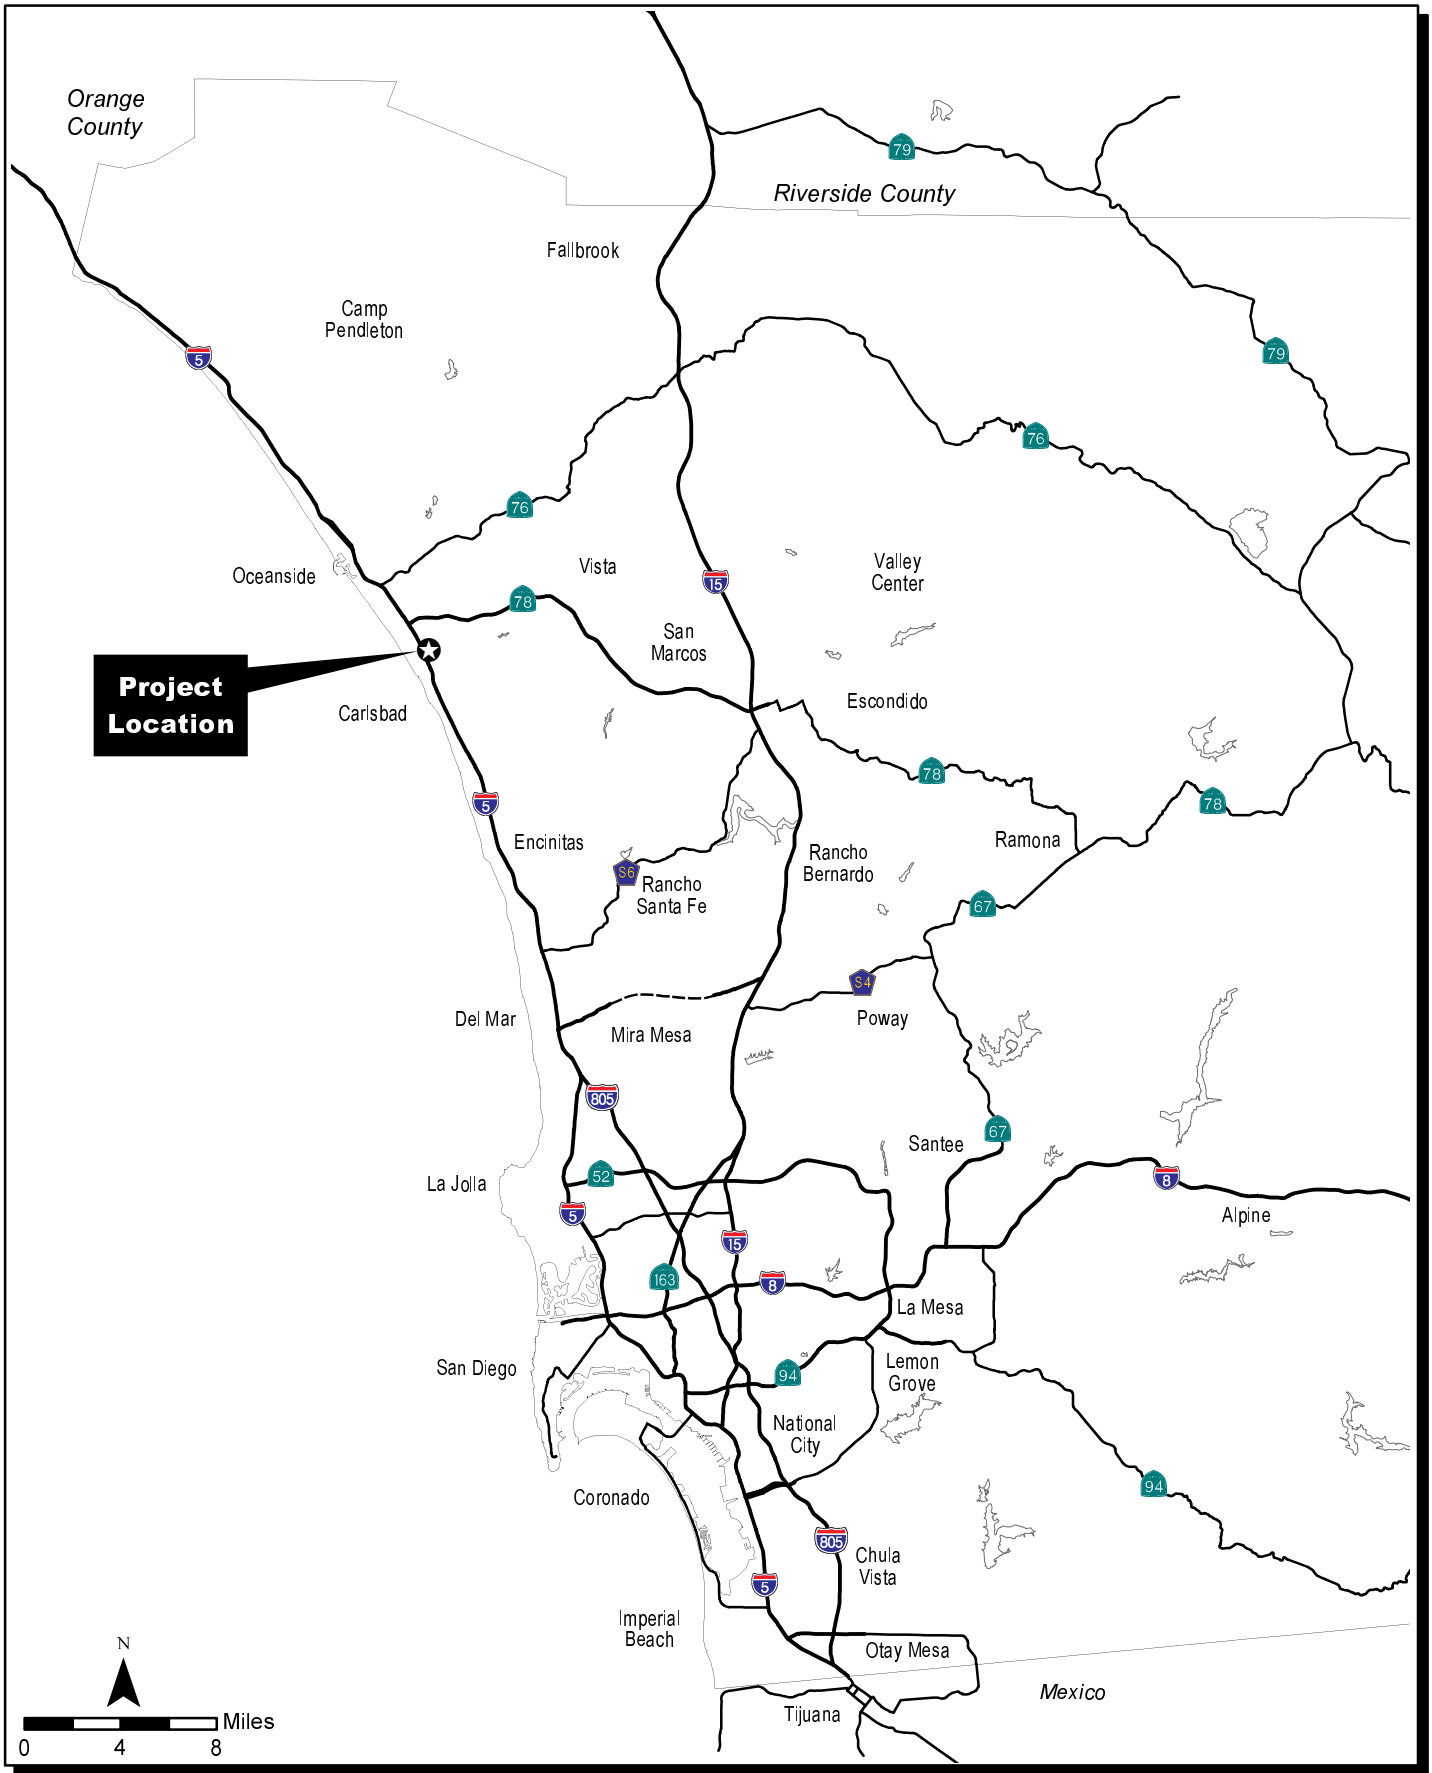 Orange
County
79
Riverside County
Fallbrook
Camp
Pendleton
5
79
76
76
Oceanside
Vista
Valley
Center
15
78
San
Marcos
Project
Location
Carlsbad
Escondido
78
78
5
Encinitas
Ramona
Rancho
Bernardo
S6
Rancho
Santa Fe
67
S4
Poway
Del Mar
Mira Mesa
805
67
Santee
52
La Jolla
8
5
Alpine
15
163
8
La Mesa
San Diego
94
Lemon
Grove
National
City
94
Coronado
805
Chula
Vista
5
Imperial
Beach
Otay Mesa
N
Mexico
Tijuana
Miles
0 4 8